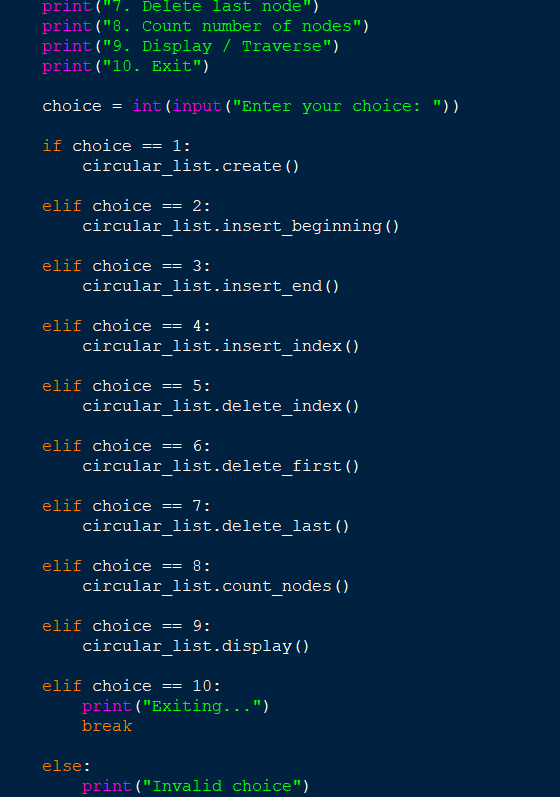 print("7. Delete last node")
    print("8. Count number of nodes")
    print("9. Display / Traverse")
    print("10. Exit")

    choice = int(input("Enter your choice: "))

    if choice == 1:
        circular_list.create()

    elif choice == 2:
        circular_list.insert_beginning()

    elif choice == 3:
        circular_list.insert_end()

    elif choice == 4:
        circular_list.insert_index()

    elif choice == 5:
        circular_list.delete_index()

    elif choice == 6:
        circular_list.delete_first()

    elif choice == 7:
        circular_list.delete_last()

    elif choice == 8:
        circular_list.count_nodes()

    elif choice == 9:
        circular_list.display()

    elif choice == 10:
        print("Exiting...")
        break

    else:
        print("Invalid choice")